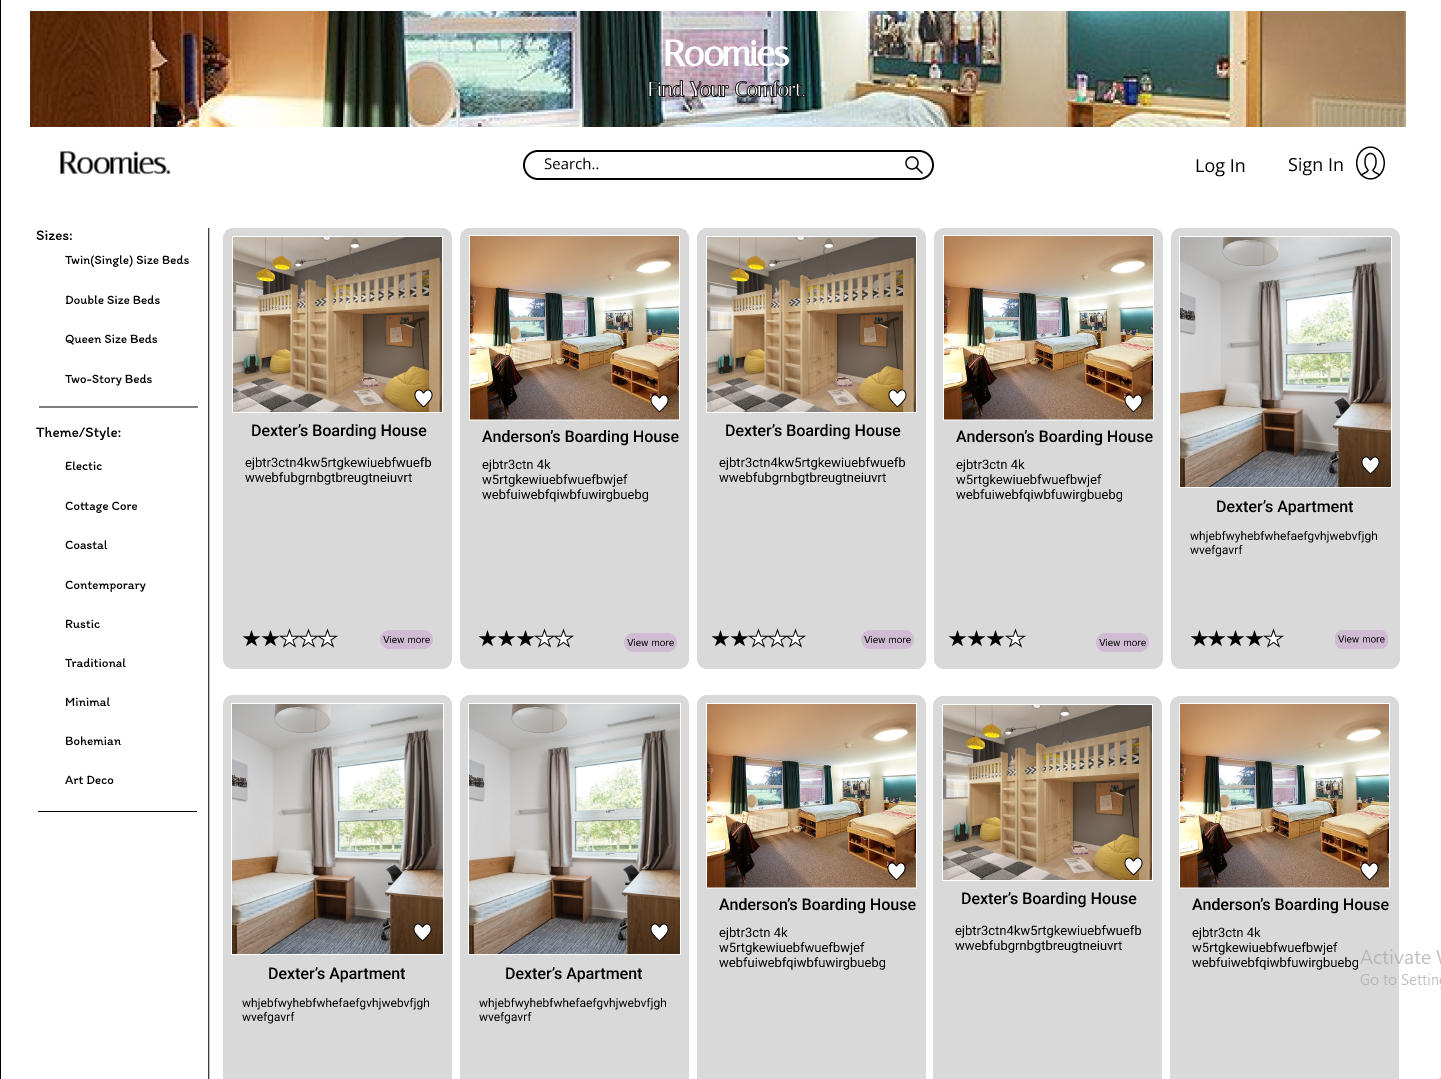 Roomies
Find Your Comfort.
Roomies.
Search..
Log In
Sign In
Sizes:
Twin(Single) Size Beds
Double Size Beds
Queen Size Beds
Two-Story Beds
Theme/Style:
Electic
Cottage Core
Coastal
Contemporary
Rustic
Traditional
Minimal
Bohemian
Art Deco
Dexter's Boarding House
ejbtr3ctn4kw5rtgkewiuebfwuefb
wwebfubgrnbgtbreugtneiuvrt
View more
Anderson's Boarding House
ejbtr3ctn 4k
w5rtgkewiuebfwuefbwjef
webfuiwebfqiwbfuwirgbuebg
View more
Dexter's Boarding House
ejbtr3ctn4kw5rtgkewiuebfwuefb
wwebfubgrnbgtbreugtneiuvrt
View more
Anderson's Boarding House
ejbtr3ctn 4k
w5rtgkewiuebfwuefbwjef
webfuiwebfqiwbfuwirgbuebg
View more
Dexter's Apartment
whjebfwyhebfwhefaefgvhjwebvfjgh
wvefgavrf
View more
Dexter's Apartment
whjebfwyhebfwhefaefgvhjwebvfjgh
wvefgavrf
Dexter's Apartment
whjebfwyhebfwhefaefgvhjwebvfjgh
wvefgavrf
Anderson's Boarding House
ejbtr3ctn 4k
w5rtgkewiuebfwuefbwjef
webfuiwebfqiwbfuwirgbuebg
Dexter's Boarding House
ejbtr3ctn4kw5rtgkewiuebfwuefb
wwebfubgrnbgtbreugtneiuvrt
Anderson's Boarding House
ejbtr3ctn 4k
w5rtgkewiuebfwuefbwjef
webfuiwebfqiwbfuwirgbuebg
Activate W
Go to Setting